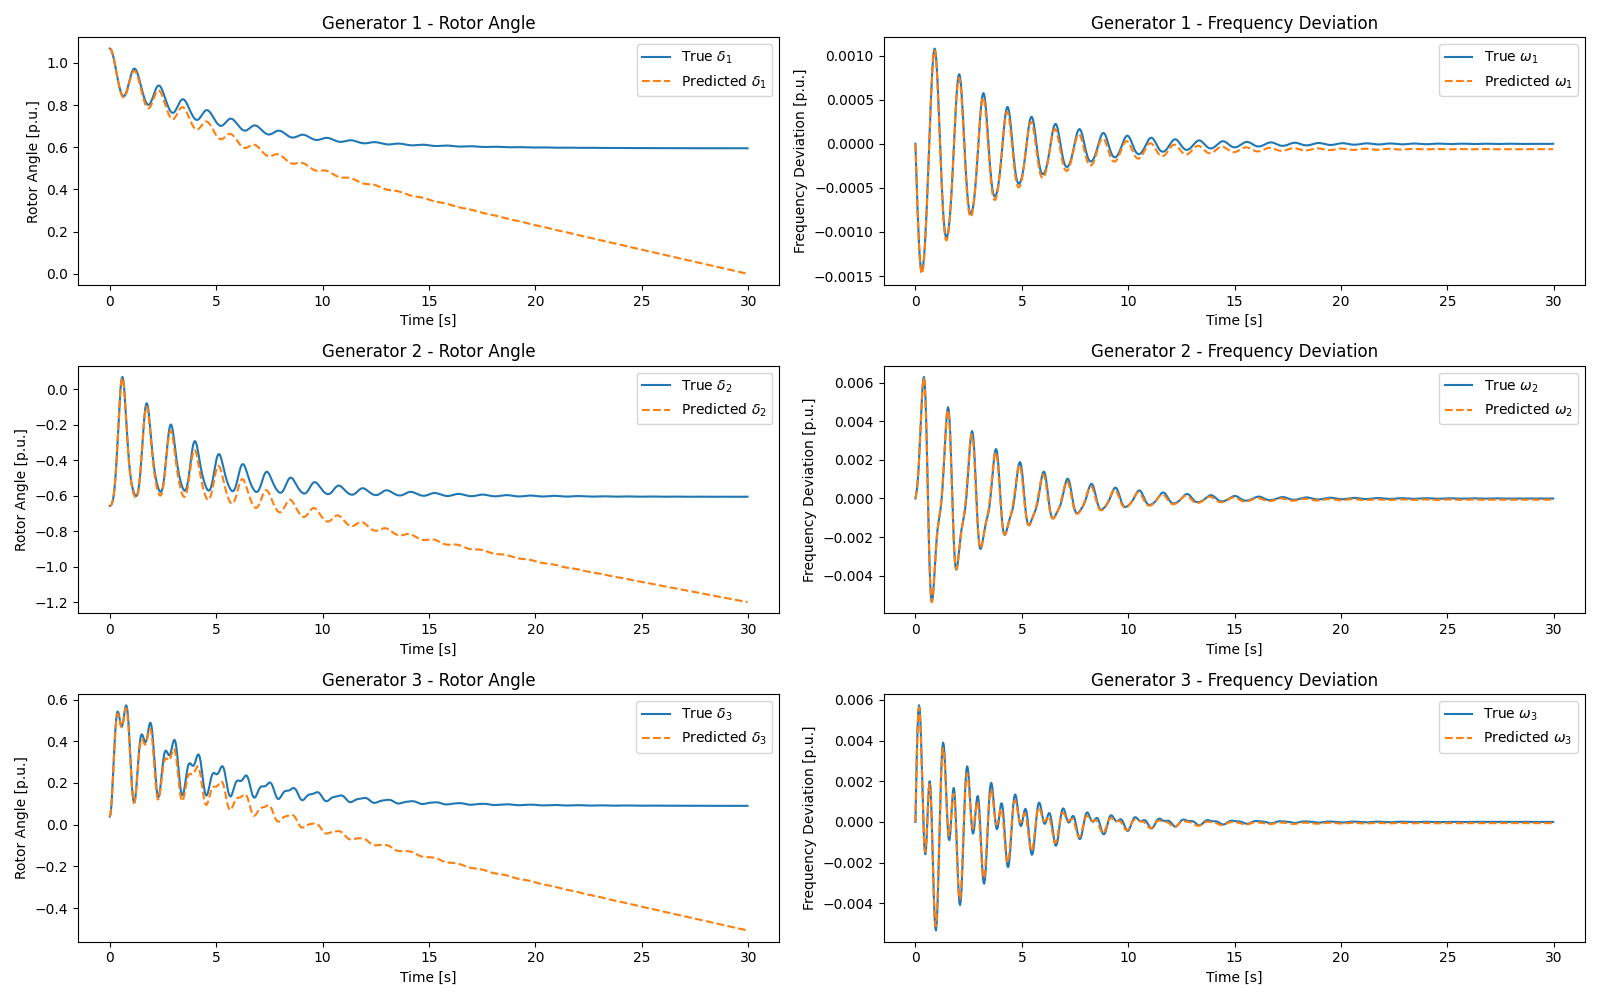 Generator 1 - Rotor Angle
Rotor Angle [p.u.]
1.0
0.8
0.6
0.4
0.2
0.0
True δ₁
Predicted δ₁
0 5 10 15 20 25 30
Time [s]
Generator 1 - Frequency Deviation
Frequency Deviation [p.u.]
0.0010
0.0005
0.0000
−0.0005
−0.0010
−0.0015
True ω₁
Predicted ω₁
0 5 10 15 20 25 30
Time [s]
Generator 2 - Rotor Angle
Rotor Angle [p.u.]
0.0
−0.2
−0.4
−0.6
−0.8
−1.0
−1.2
True δ₂
Predicted δ₂
0 5 10 15 20 25 30
Time [s]
Generator 2 - Frequency Deviation
Frequency Deviation [p.u.]
0.006
0.004
0.002
0.000
−0.002
−0.004
True ω₂
Predicted ω₂
0 5 10 15 20 25 30
Time [s]
Generator 3 - Rotor Angle
Rotor Angle [p.u.]
0.6
0.4
0.2
0.0
−0.2
−0.4
True δ₃
Predicted δ₃
0 5 10 15 20 25 30
Time [s]
Generator 3 - Frequency Deviation
Frequency Deviation [p.u.]
0.006
0.004
0.002
0.000
−0.002
−0.004
True ω₃
Predicted ω₃
0 5 10 15 20 25 30
Time [s]